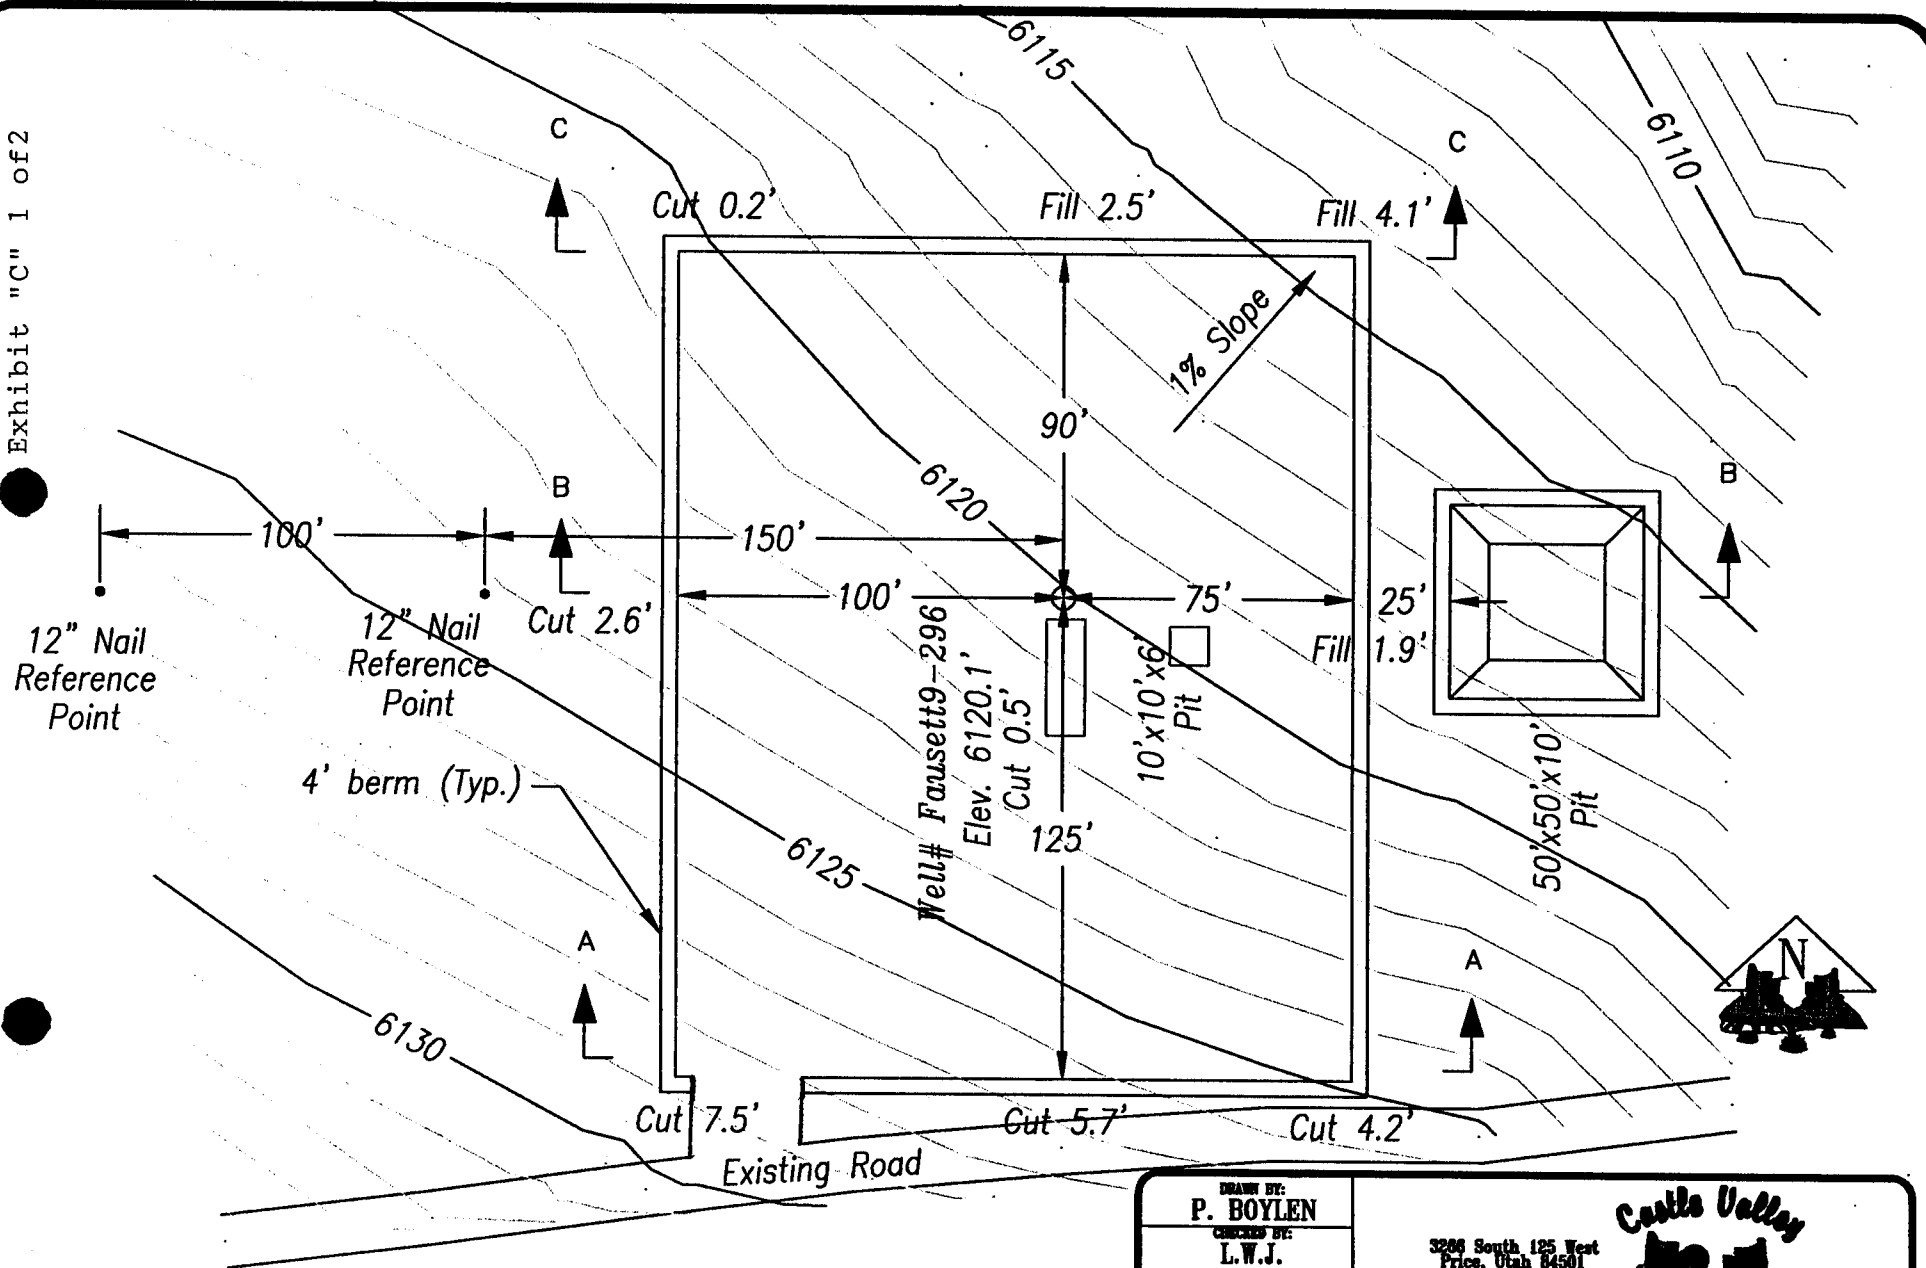 Exhibit "C" 1 of2
6115
6110
C
C
Cut 0.2'
Fill 2.5'
Fill 4.1'
1% Slope
90'
6120
B
B
100'
150'
100'
75'
25'
12" Nail
Reference
Point
12" Nail
Reference
Point
Cut 2.6'
Fill 1.9'
Well# Fausett9-296
Elev. 6120.1'
Cut 0.5'
10'x10'x6'
Pit
50'x50'x10'
Pit
4' berm (Typ.)
125'
6125
A
A
N
6130
Cut 7.5'
Cut 5.7'
Cut 4.2'
Existing Road
DRAWN BY:
P. BOYLEN
CHECKED BY:
L.W.J.
Castle Valley
3266 South 125 West
Price, Utah 84501